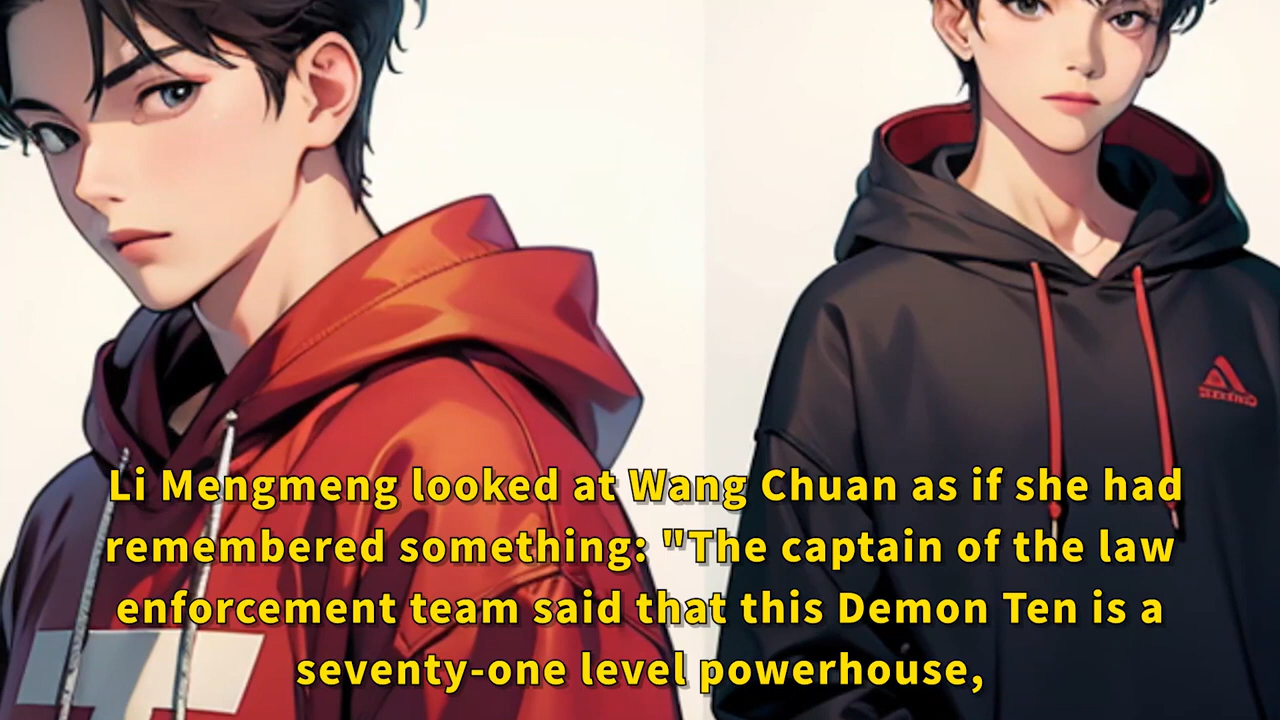 Li Mengmeng looked at Wang Chuan as if she had
remembered something: "The captain of the law
enforcement team said that this Demon Ten is a
seventy-one level powerhouse,